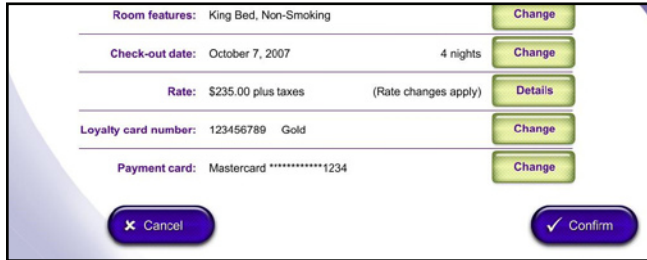 Room features: King Bed, Non-Smoking Change
Check-out date: October 7, 2007 4 nights Change
Rate: $235.00 plus taxes (Rate changes apply) Details
Loyalty card number: 123456789 Gold Change
Payment card: Mastercard ************1234 Change
Cancel Confirm